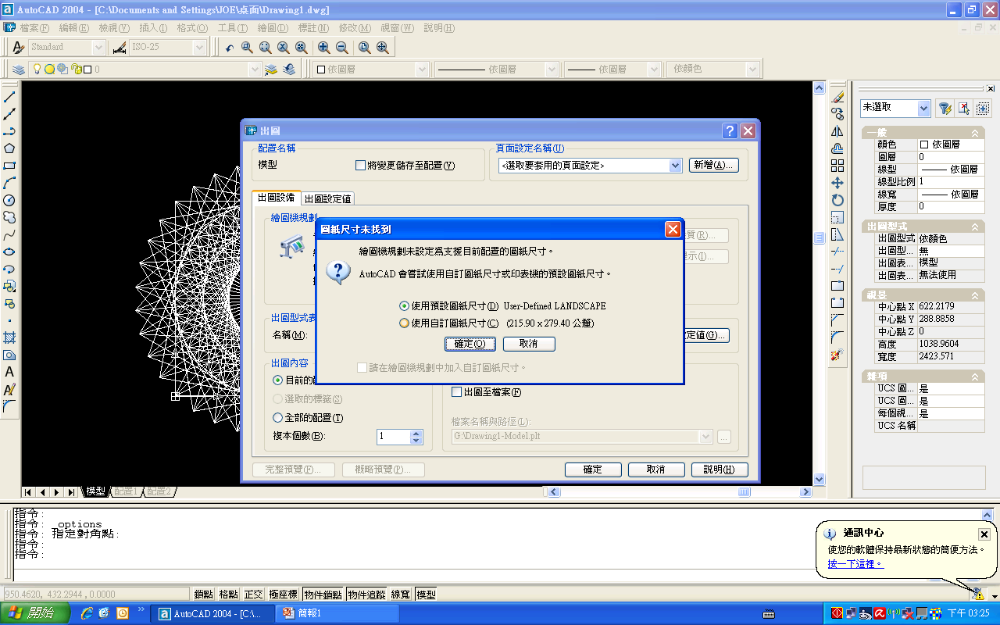 AutoCAD 2004 - [C:\Documents and Settings\JOE\桌面\Drawing1.dwg]
檔案(F) 編輯(E) 檢視(V) 插入(I) 格式(O) 工具(T) 繪圖(D) 標註(N) 修改(M) 視窗(W) 說明(H)
Standard ISO-25
0 依圖層 依圖層 依圖層 依顏色
未選取
一般
顏色 依圖層
圖層 0
線型 依圖層
線型比例 1
線寬 依圖層
厚度 0
出圖型式
出圖型式 依顏色
出圖型... 無
出圖表... 模型
出圖表... 無法使用
視景
中心點 X 622.2179
中心點 Y 288.8858
中心點 Z 0
高度 1038.9604
寬度 2423.571
雜項
UCS 圖... 是
UCS 圖... 是
每個視... 是
UCS 名稱
出圖
配置名稱
模型
將變更儲存至配置(V)
頁面設定名稱(U)
<選取要套用的頁面設定>
新增(A)...
出圖設備 出圖設定值
繪圖機規劃
質(R)...
示(I)...
出圖型式表
名稱(M):
定值(G)...
圖紙尺寸未找到
繪圖機規劃未設定為支援目前配置的圖紙尺寸。
AutoCAD 會嘗試使用自訂圖紙尺寸或印表機的預設圖紙尺寸。
使用預設圖紙尺寸(D) User-Defined LANDSCAPE
使用自訂圖紙尺寸(C) (215.90 x 279.40 公釐)
確定(O) 取消
請在繪圖機規劃中加入自訂圖紙尺寸。
出圖內容
目前的
選取的標籤(S)
全部的配置(T)
複本個數(B): 1
出圖至檔案(F)
檔案名稱與路徑(L):
G:\Drawing1-Model.plt
...
完整預覽(F)... 概略預覽(P)... 確定 取消 說明(H)
模型 配置1 配置2
指令:
指令: _options
指令: 指定對角點:
指令:
指令:
通訊中心
使您的軟體保持最新狀態的簡便方法。
按一下這裡。
950.4620, 432.2944 , 0.0000 鎖點 格點 正交 極座標 物件鎖點 物件追蹤 線寬 模型
開始 AutoCAD 2004 - [C:\... 簡報1 下午 03:25